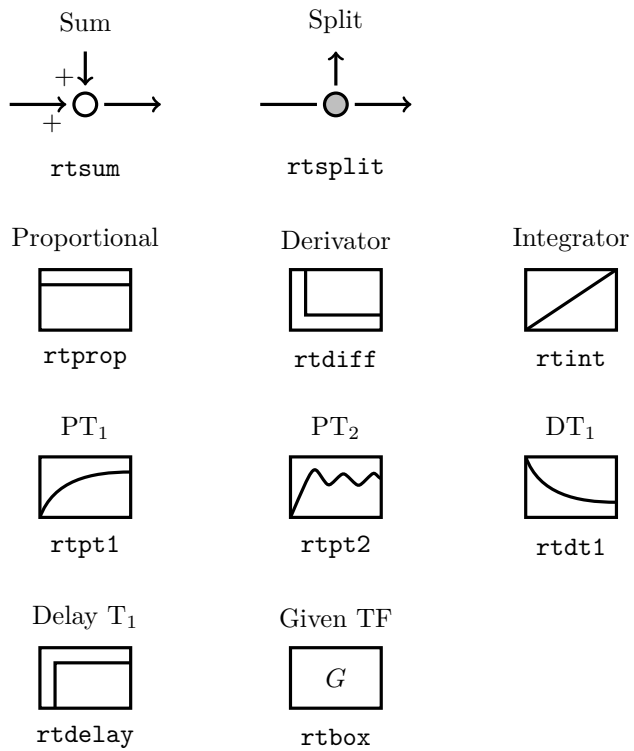 Sum Split
+
+
rtsum rtsplit
Proportional Derivator Integrator
rtprop rtdiff rtint
PT₁ PT₂ DT₁
rtpt1 rtpt2 rtdt1
Delay T₁ Given TF
G
rtdelay rtbox